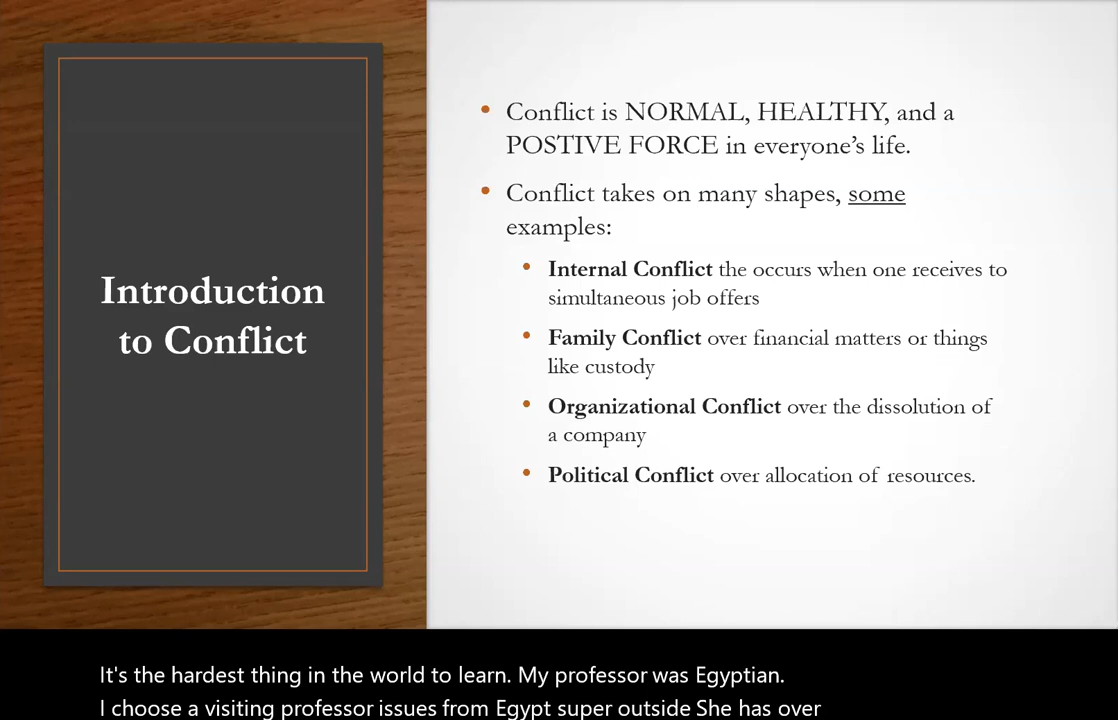 Introduction
to Conflict
Conflict is NORMAL, HEALTHY, and a
POSTIVE FORCE in everyone's life.
Conflict takes on many shapes, some
examples:
Internal Conflict the occurs when one receives to
simultaneous job offers
Family Conflict over financial matters or things
like custody
Organizational Conflict over the dissolution of
a company
Political Conflict over allocation of resources.
It's the hardest thing in the world to learn. My professor was Egyptian.
I choose a visiting professor issues from Egypt super outside She has over